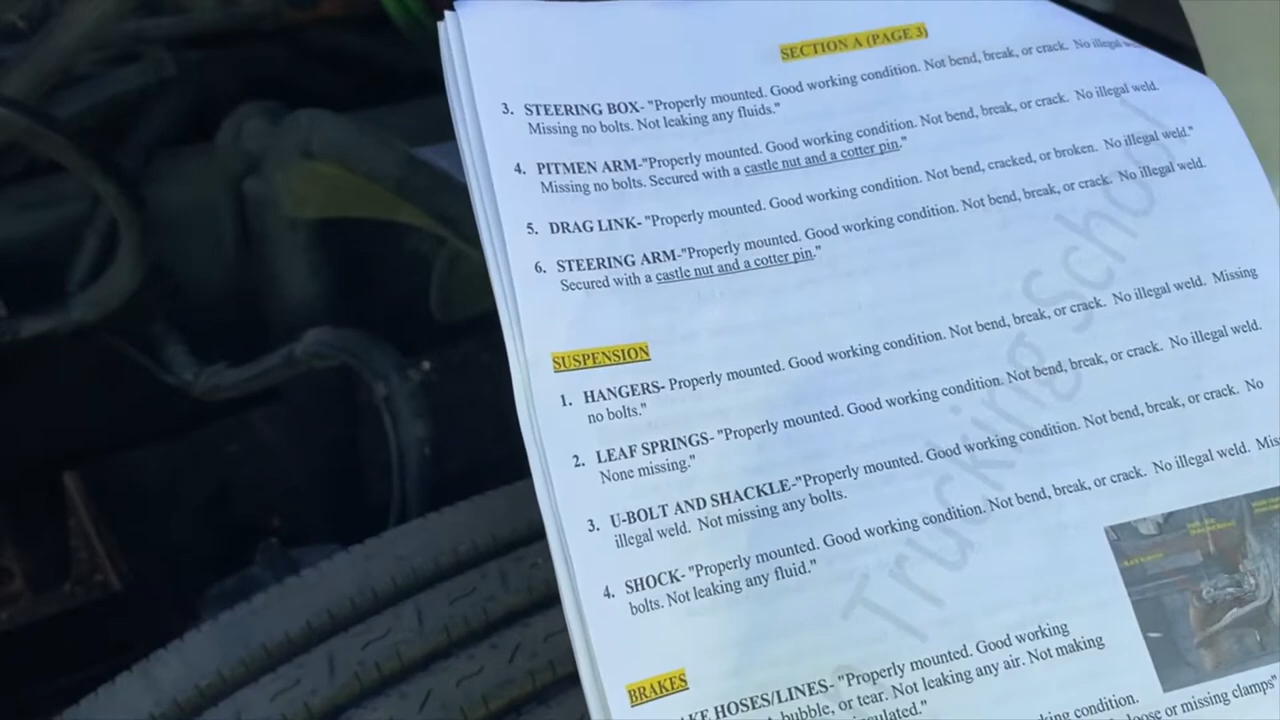 SECTION A (PAGE 3)
3. STEERING BOX- "Properly mounted. Good working condition. Not bend, break, or crack. No illegal
Missing no bolts. Not leaking any fluids."
4. PITMEN ARM-"Properly mounted. Good working condition. Not bend, break, or crack. No illegal weld.
Missing no bolts. Secured with a castle nut and a cotter pin."
5. DRAG LINK- "Properly mounted. Good working condition. Not bend, cracked, or broken. No illegal weld."
6. STEERING ARM-"Properly mounted. Good working condition. Not bend, break, or crack. No illegal weld.
Secured with a castle nut and a cotter pin."
SUSPENSION
1. HANGERS- Properly mounted. Good working condition. Not bend, break, or crack. No illegal weld. Missing
no bolts."
2. LEAF SPRINGS- "Properly mounted. Good working condition. Not bend, break, or crack. No illegal weld.
None missing."
3. U-BOLT AND SHACKLE-"Properly mounted. Good working condition. Not bend, break, or crack. No
illegal weld. Not missing any bolts.
4. SHOCK- "Properly mounted. Good working condition. Not bend, break, or crack. No illegal weld. Mis
bolts. Not leaking any fluid."
BRAKES
HOSES/LINES- "Properly mounted. Good working
bubble, or tear. Not leaking any air. Not making
king condition.
oose or missing clamps"
Trucking School